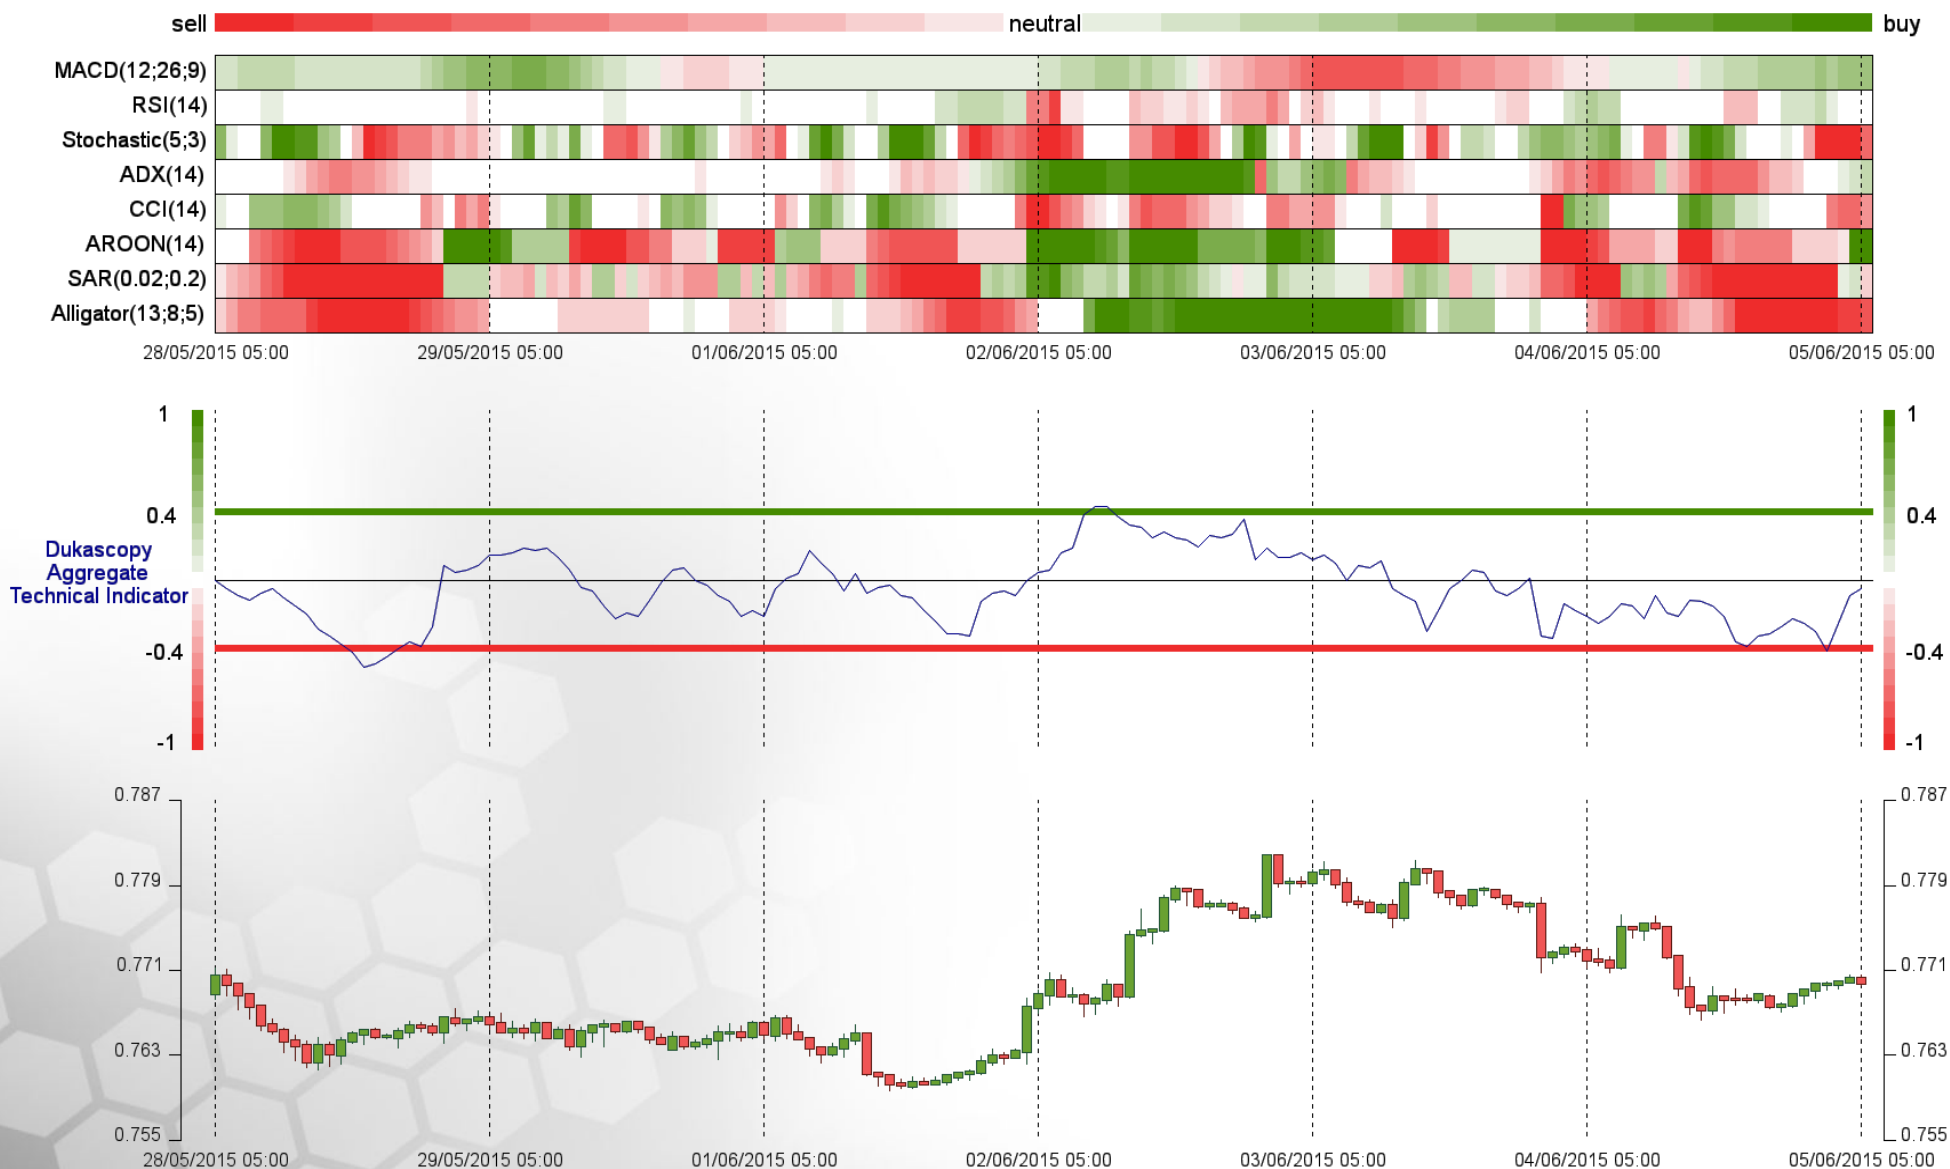 sell neutral buy
MACD(12;26;9)
RSI(14)
Stochastic(5;3)
ADX(14)
CCI(14)
AROON(14)
SAR(0.02;0.2)
Alligator(13;8;5)
28/05/2015 05:00 29/05/2015 05:00 01/06/2015 05:00 02/06/2015 05:00 03/06/2015 05:00 04/06/2015 05:00 05/06/2015 05:00
1 1
0.4 0.4
Dukascopy
Aggregate
Technical Indicator
-0.4 -0.4
-1 -1
0.787 0.787
0.779 0.779
0.771 0.771
0.763 0.763
0.755 0.755
28/05/2015 05:00 29/05/2015 05:00 01/06/2015 05:00 02/06/2015 05:00 03/06/2015 05:00 04/06/2015 05:00 05/06/2015 05:00